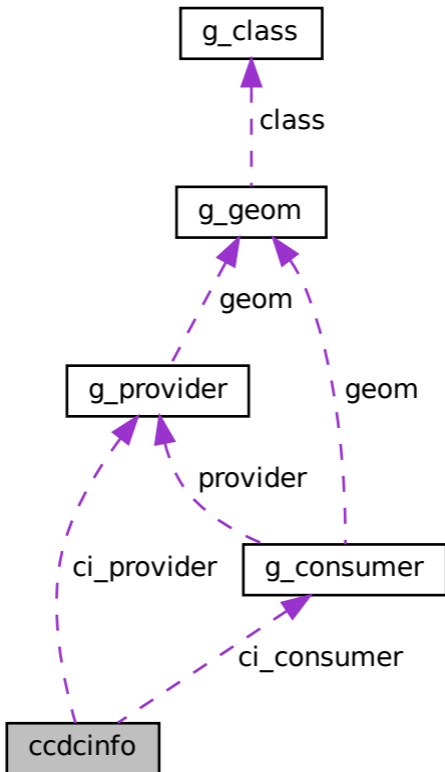 g_class
class
g_geom
geom
g_provider
geom
provider
g_consumer
ci_provider
ci_consumer
ccdcinfo